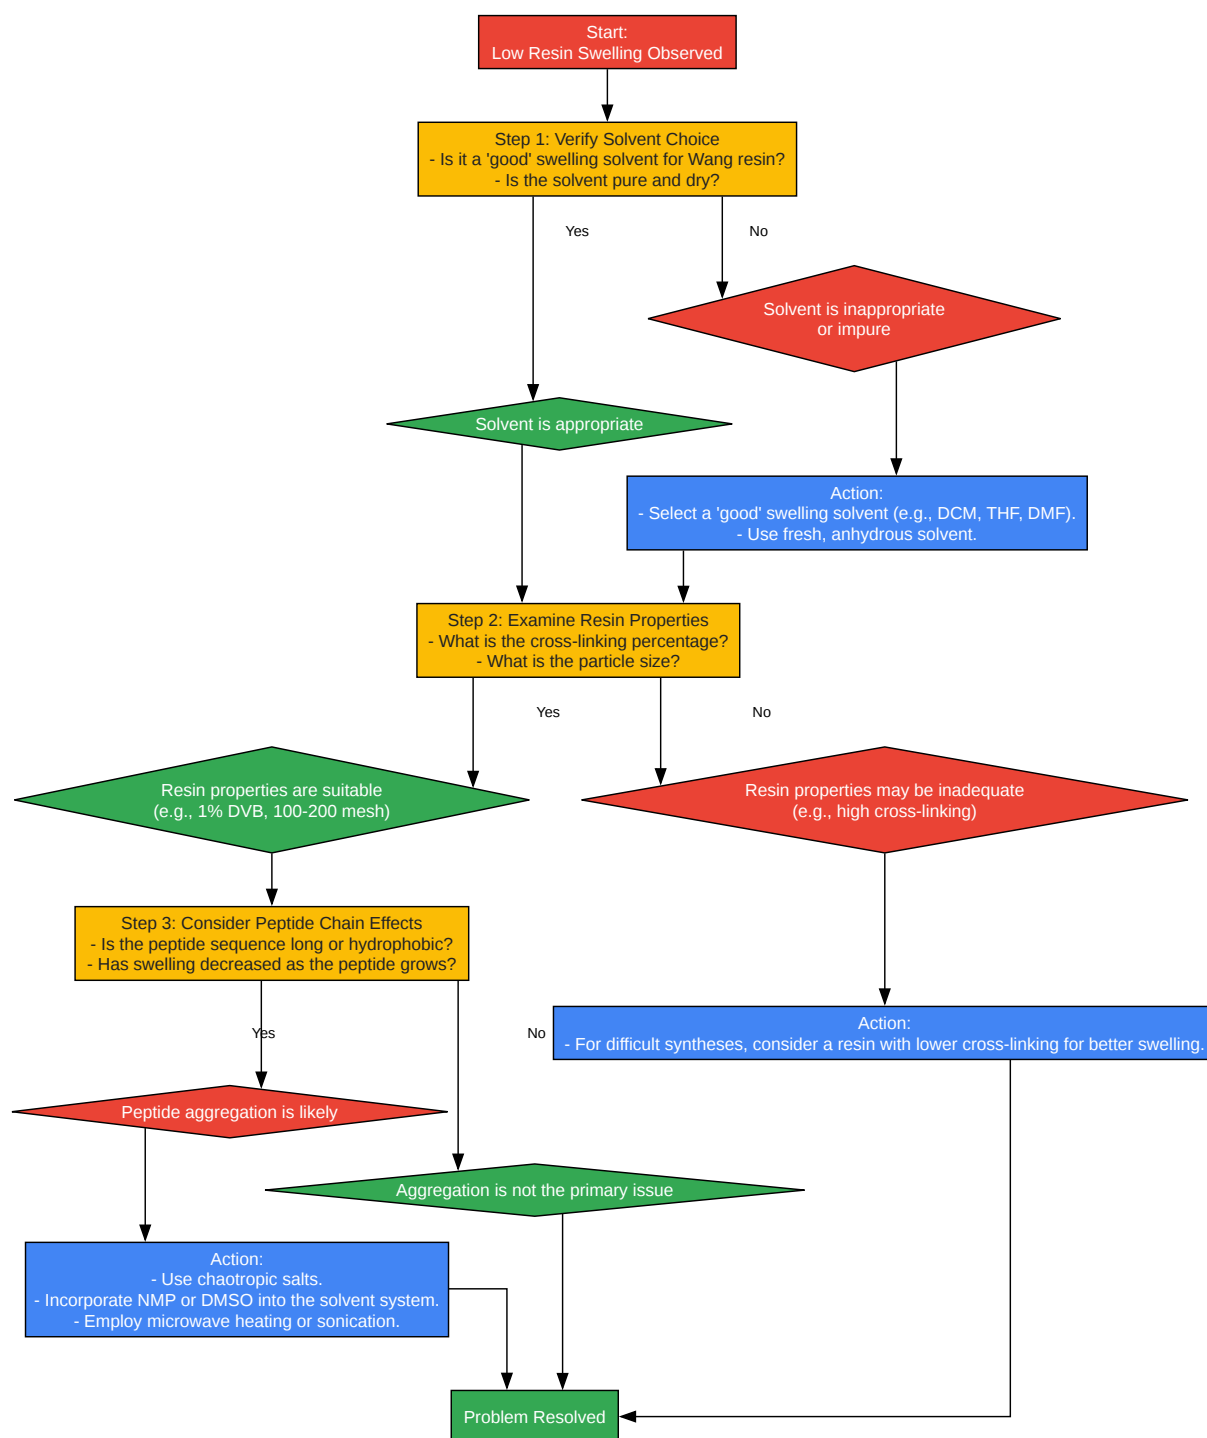 Start:
Low Resin Swelling Observed
Step 1: Verify Solvent Choice
- Is it a 'good' swelling solvent for Wang resin?
- Is the solvent pure and dry?
Yes
No
Solvent is inappropriate
or impure
Solvent is appropriate
Action:
- Select a 'good' swelling solvent (e.g., DCM, THF, DMF).
- Use fresh, anhydrous solvent.
Step 2: Examine Resin Properties
- What is the cross-linking percentage?
- What is the particle size?
Yes
No
Resin properties are suitable
(e.g., 1% DVB, 100-200 mesh)
Resin properties may be inadequate
(e.g., high cross-linking)
Step 3: Consider Peptide Chain Effects
- Is the peptide sequence long or hydrophobic?
- Has swelling decreased as the peptide grows?
Yes
No
Action:
- For difficult syntheses, consider a resin with lower cross-linking for better swelling.
Peptide aggregation is likely
Aggregation is not the primary issue
Action:
- Use chaotropic salts.
- Incorporate NMP or DMSO into the solvent system.
- Employ microwave heating or sonication.
Problem Resolved